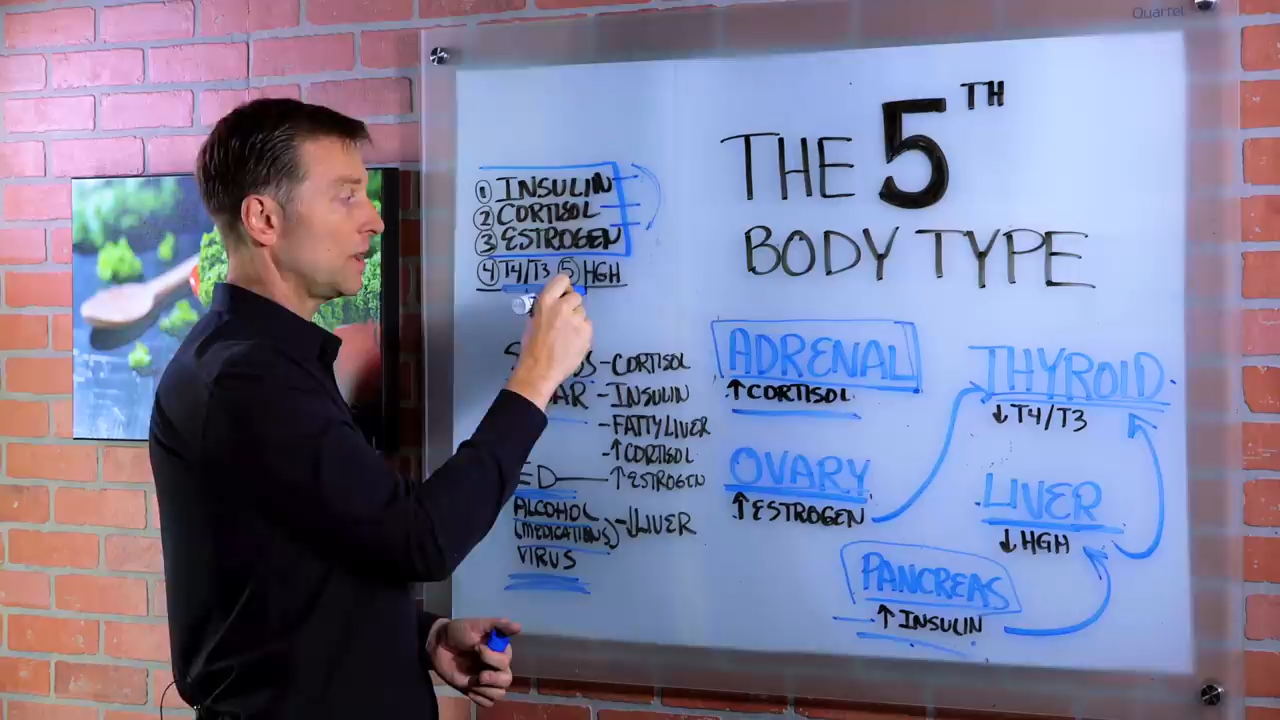 Quartet
THE 5TH
BODY TYPE
① INSULIN
② CORTISOL
③ ESTROGEN
④ T4/T3 ⑤ HGH
-CORTISOL
- INSULIN
-FATTY LIVER
-↑CORTISOL
↑ESTROGEN
ALCOHOL
(MEDICATIONS) -↓LIVER
VIRUS
ADRENAL
↑CORTISOL
OVARY
↑ESTROGEN
THYROID
↓T4/T3
LIVER
↓HGH
PANCREAS
↑INSULIN